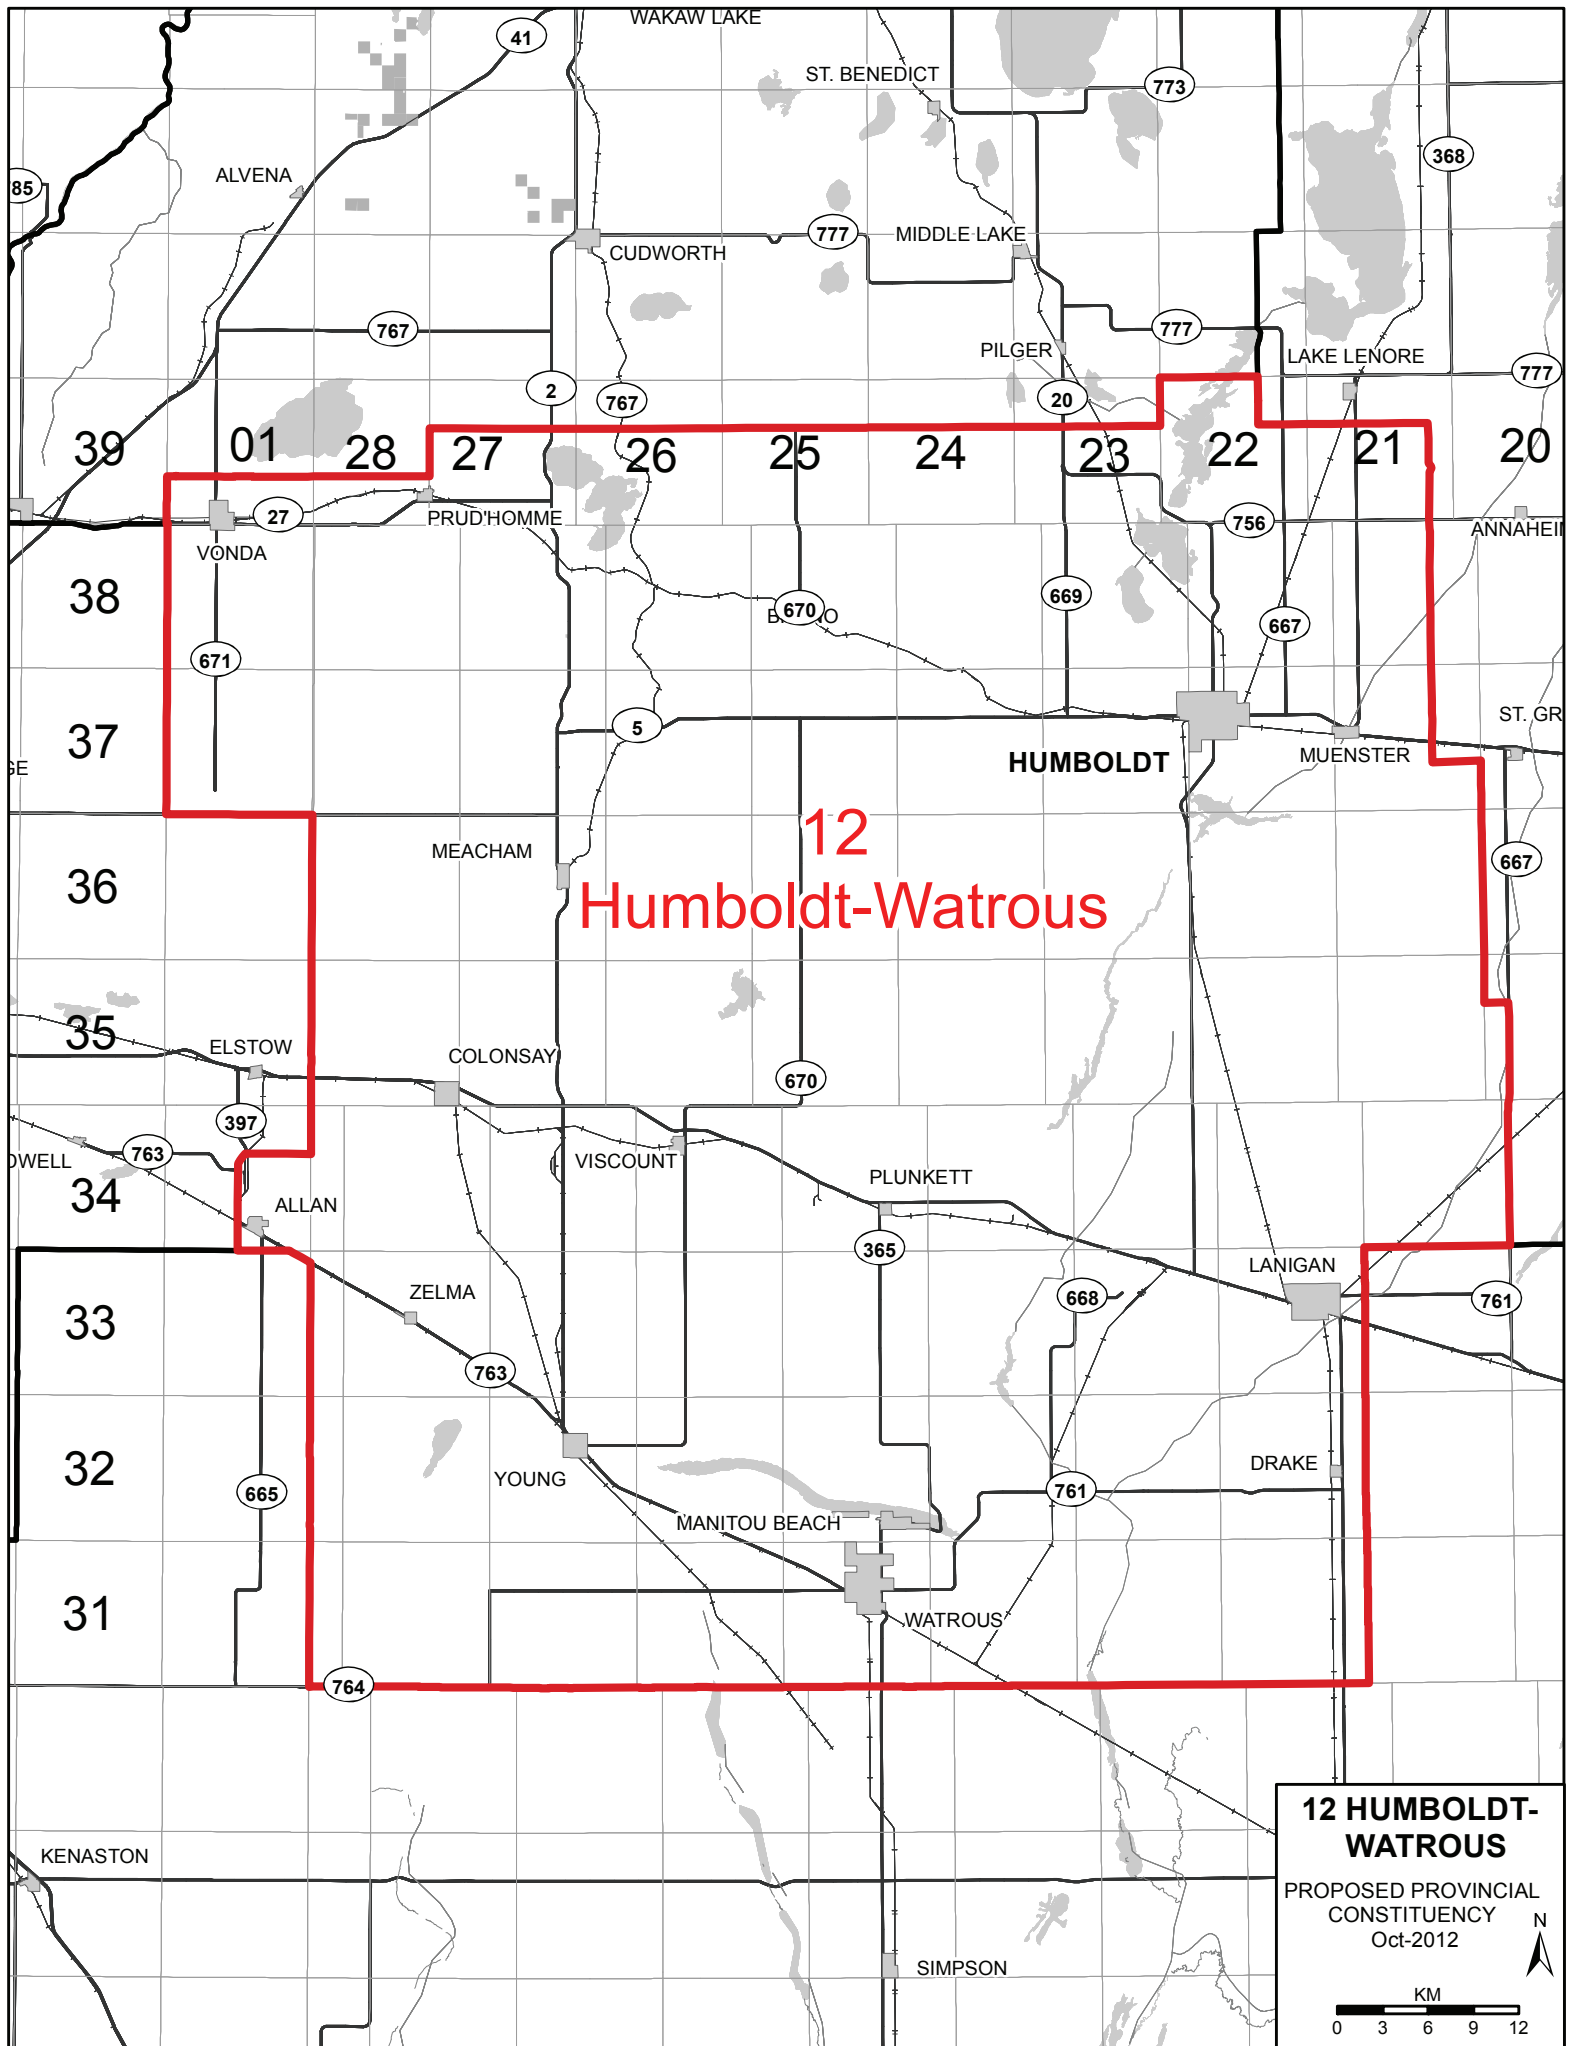 WAKAW LAKE
41
ST. BENEDICT
773
368
ALVENA
85
777
MIDDLE LAKE
CUDWORTH
767
777
PILGER
LAKE LENORE
777
2
767
20
39
01
28
27
26
25
24
23
22
21
20
27
PRUD'HOMME
756
ANNAHEI
VONDA
38
669
670
667
671
37
5
ST. GR
GE
HUMBOLDT
MUENSTER
12
Humboldt-Watrous
MEACHAM
667
36
35
ELSTOW
COLONSAY
670
397
763
VISCOUNT
OWELL
PLUNKETT
34
ALLAN
365
LANIGAN
ZELMA
668
761
33
763
32
YOUNG
DRAKE
665
761
MANITOU BEACH
31
WATROUS
764
KENASTON
SIMPSON
12 HUMBOLDT-
WATROUS
PROPOSED PROVINCIAL
CONSTITUENCY
Oct-2012
N
KM
0 3 6 9 12